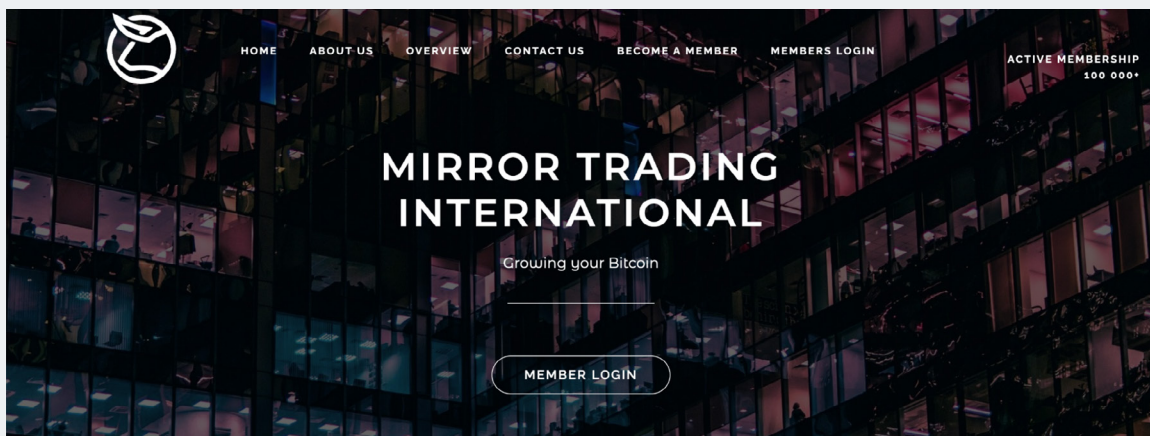 HOME ABOUT US OVERVIEW CONTACT US BECOME A MEMBER MEMBERS LOGIN
ACTIVE MEMBERSHIP
100 000+
MIRROR TRADING
INTERNATIONAL
Growing your Bitcoin
MEMBER LOGIN